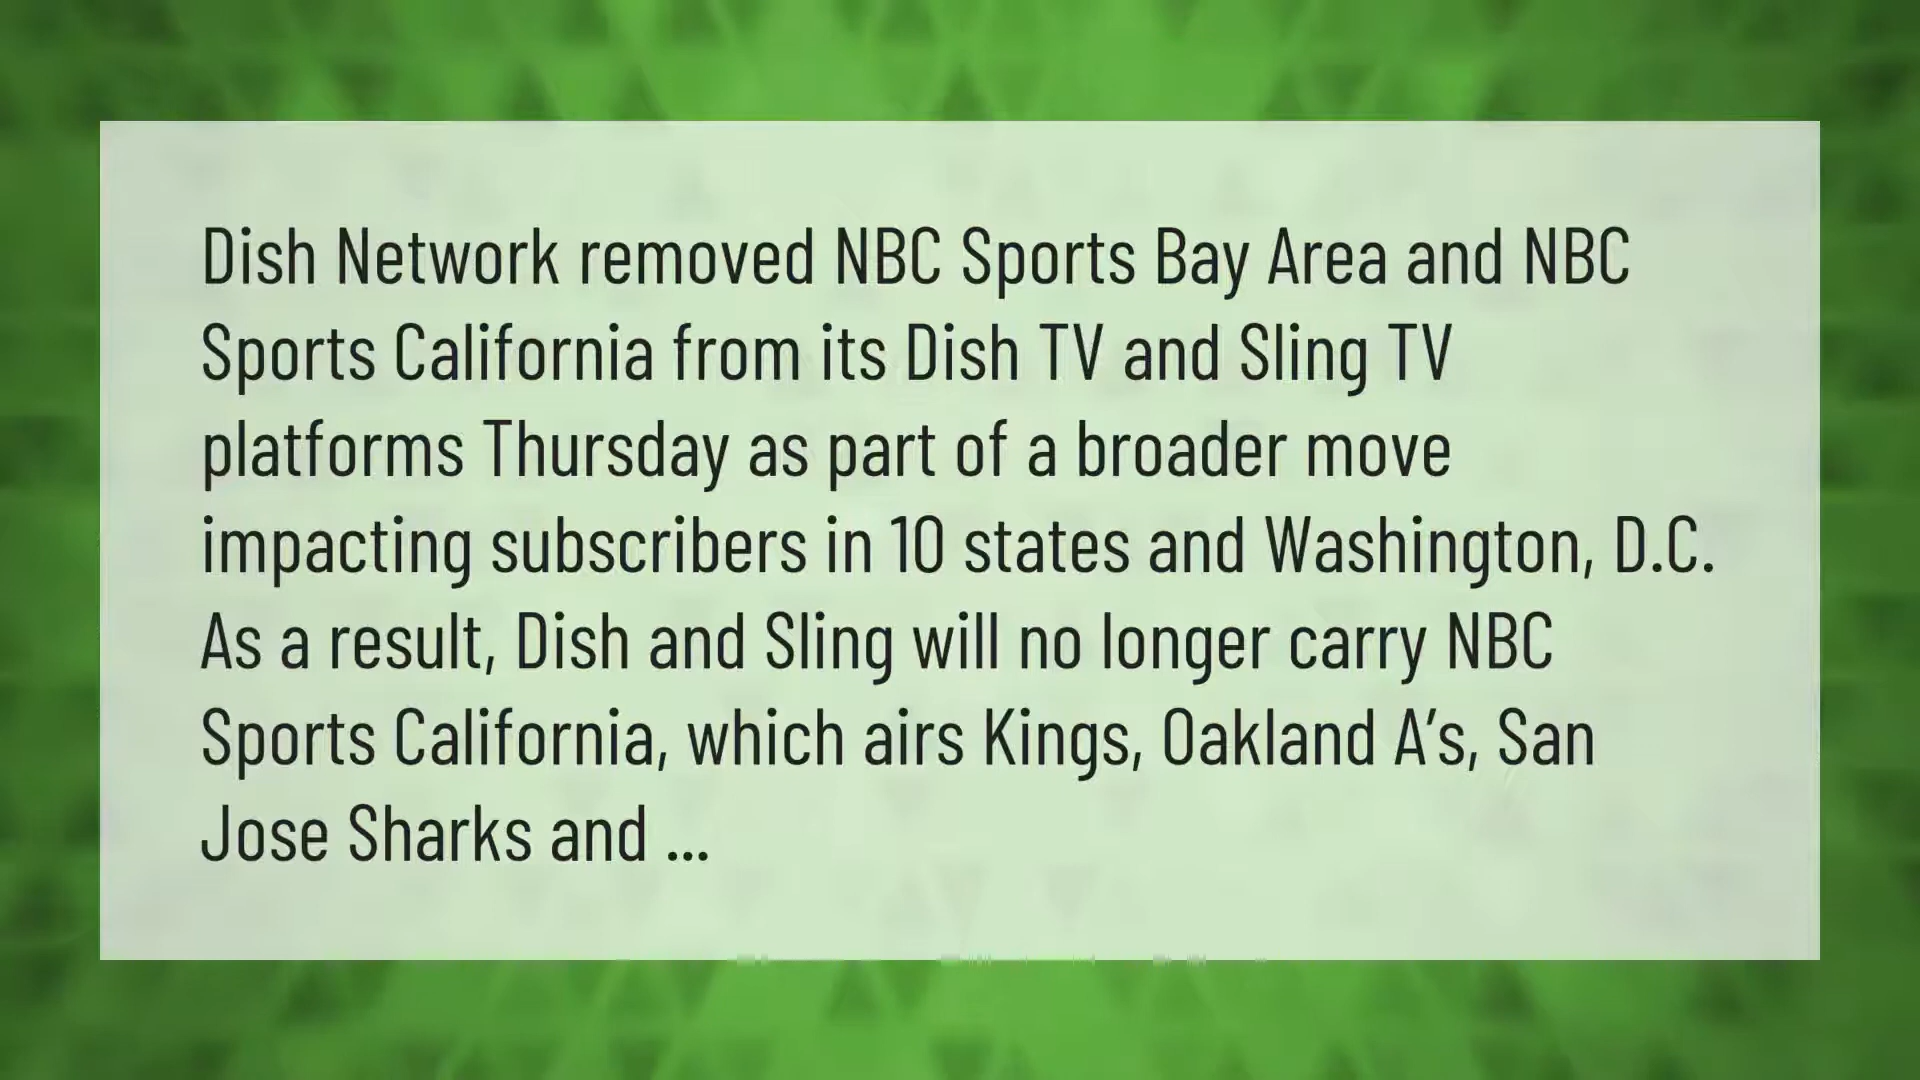 Dish Network removed NBC Sports Bay Area and NBC
Sports California from its Dish TV and Sling TV
platforms Thursday as part of a broader move
impacting subscribers in 10 states and Washington, D.C.
As a result, Dish and Sling will no longer carry NBC
Sports California, which airs Kings, Oakland A’s, San
Jose Sharks and ...